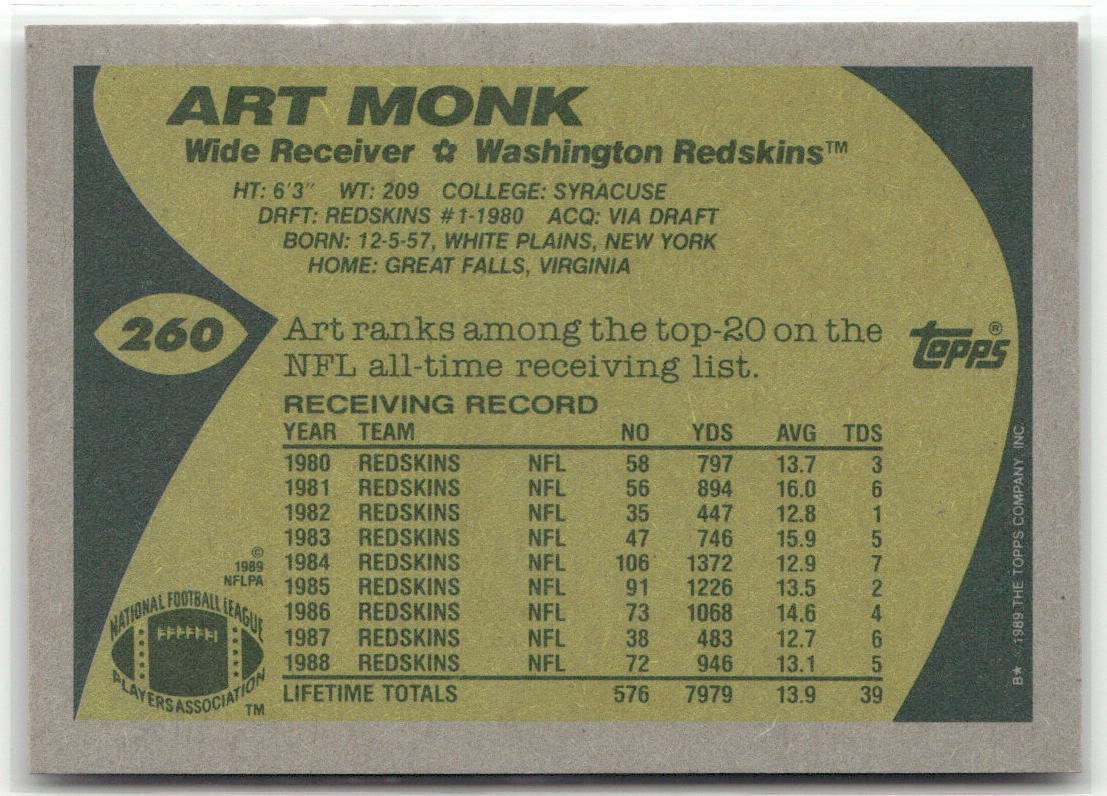 ART MONK
Wide Receiver ✿ Washington Redskins™
HT: 6'3" WT: 209 COLLEGE: SYRACUSE
DRFT: REDSKINS #1-1980 ACQ: VIA DRAFT
BORN: 12-5-57, WHITE PLAINS, NEW YORK
HOME: GREAT FALLS, VIRGINIA
260
Art ranks among the top-20 on the
NFL all-time receiving list.
topps®
RECEIVING RECORD
YEAR TEAM NO YDS AVG TDS
1980 REDSKINS NFL 58 797 13.7 3
1981 REDSKINS NFL 56 894 16.0 6
1982 REDSKINS NFL 35 447 12.8 1
1983 REDSKINS NFL 47 746 15.9 5
1984 REDSKINS NFL 106 1372 12.9 7
1985 REDSKINS NFL 91 1226 13.5 2
1986 REDSKINS NFL 73 1068 14.6 4
1987 REDSKINS NFL 38 483 12.7 6
1988 REDSKINS NFL 72 946 13.1 5
LIFETIME TOTALS 576 7979 13.9 39
©
1989
NFLPA
NATIONAL FOOTBALL LEAGUE
PLAYERS ASSOCIATION
TM
B★ 1989 THE TOPPS COMPANY, INC.